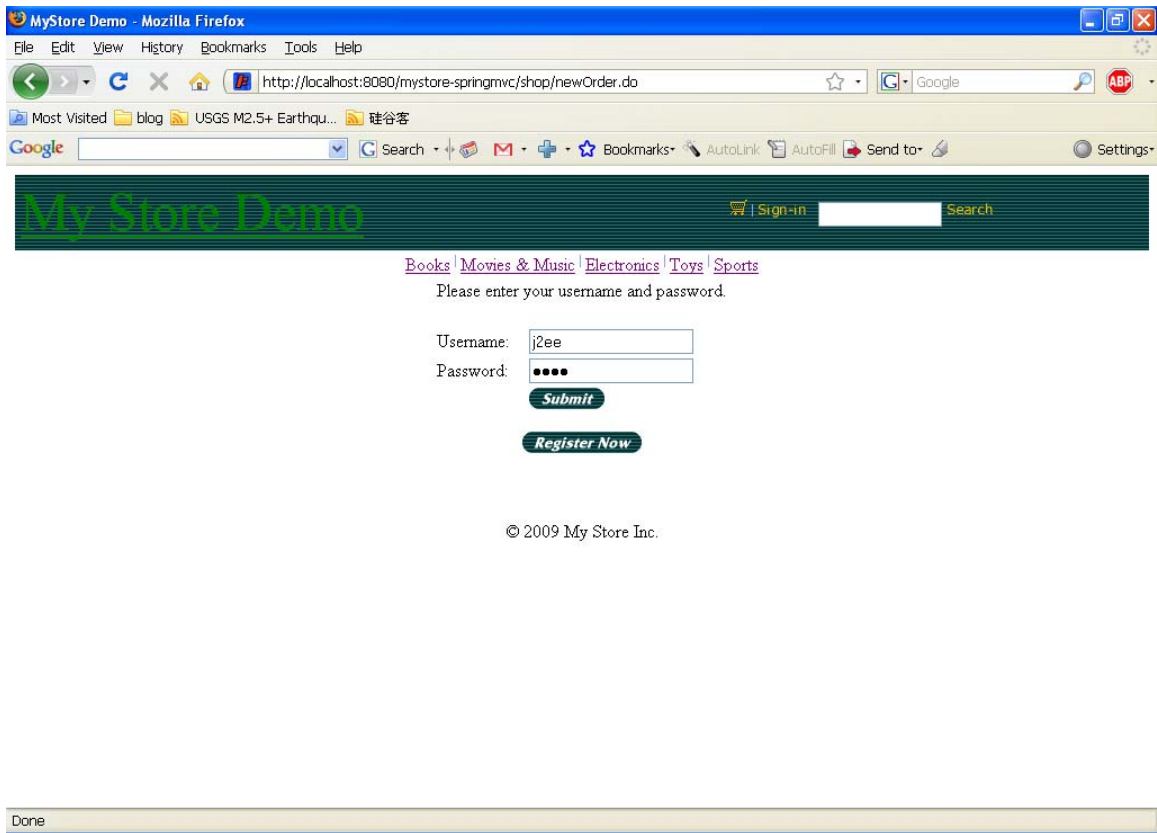 MyStore Demo - Mozilla Firefox
File Edit View History Bookmarks Tools Help
http://localhost:8080/mystore-springmvc/shop/newOrder.do G Google ABP
Most Visited blog USGS M2.5+ Earthqu... 硅谷客
Google G Search Bookmarks AutoLink AutoFill Send to Settings
My Store Demo | Sign-in Search
Books | Movies & Music | Electronics | Toys | Sports
Please enter your username and password.
Username: j2ee
Password: ••••
Submit
Register Now
© 2009 My Store Inc.
Done